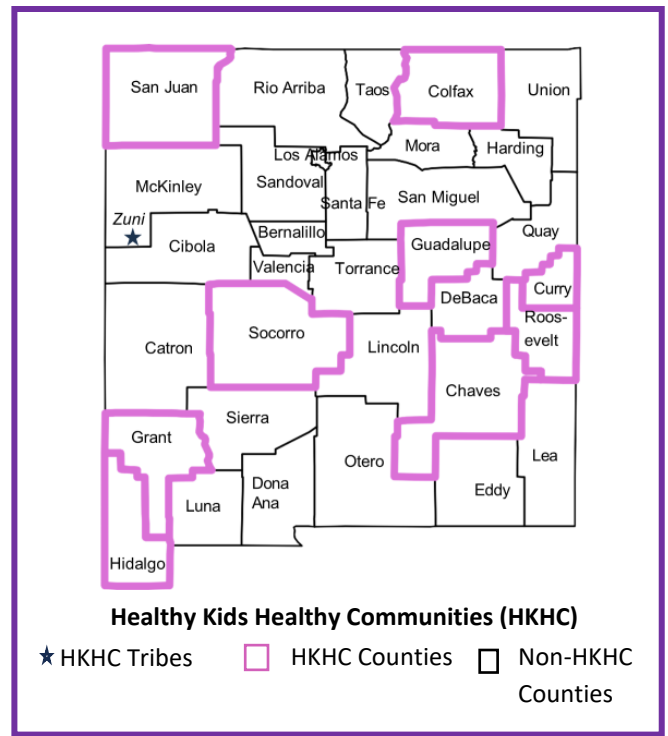 San Juan
Rio Arriba
Taos
Colfax
Union
Mora
Harding
Los Alamos
McKinley
Sandoval
Santa Fe
San Miguel
Zuni
Cibola
Bernalillo
Guadalupe
Quay
Valencia
Torrance
DeBaca
Curry
Roos-
evelt
Socorro
Catron
Lincoln
Chaves
Sierra
Grant
Otero
Lea
Dona
Ana
Luna
Eddy
Hidalgo
Healthy Kids Healthy Communities (HKHC)
HKHC Tribes
HKHC Counties
Non-HKHC
Counties